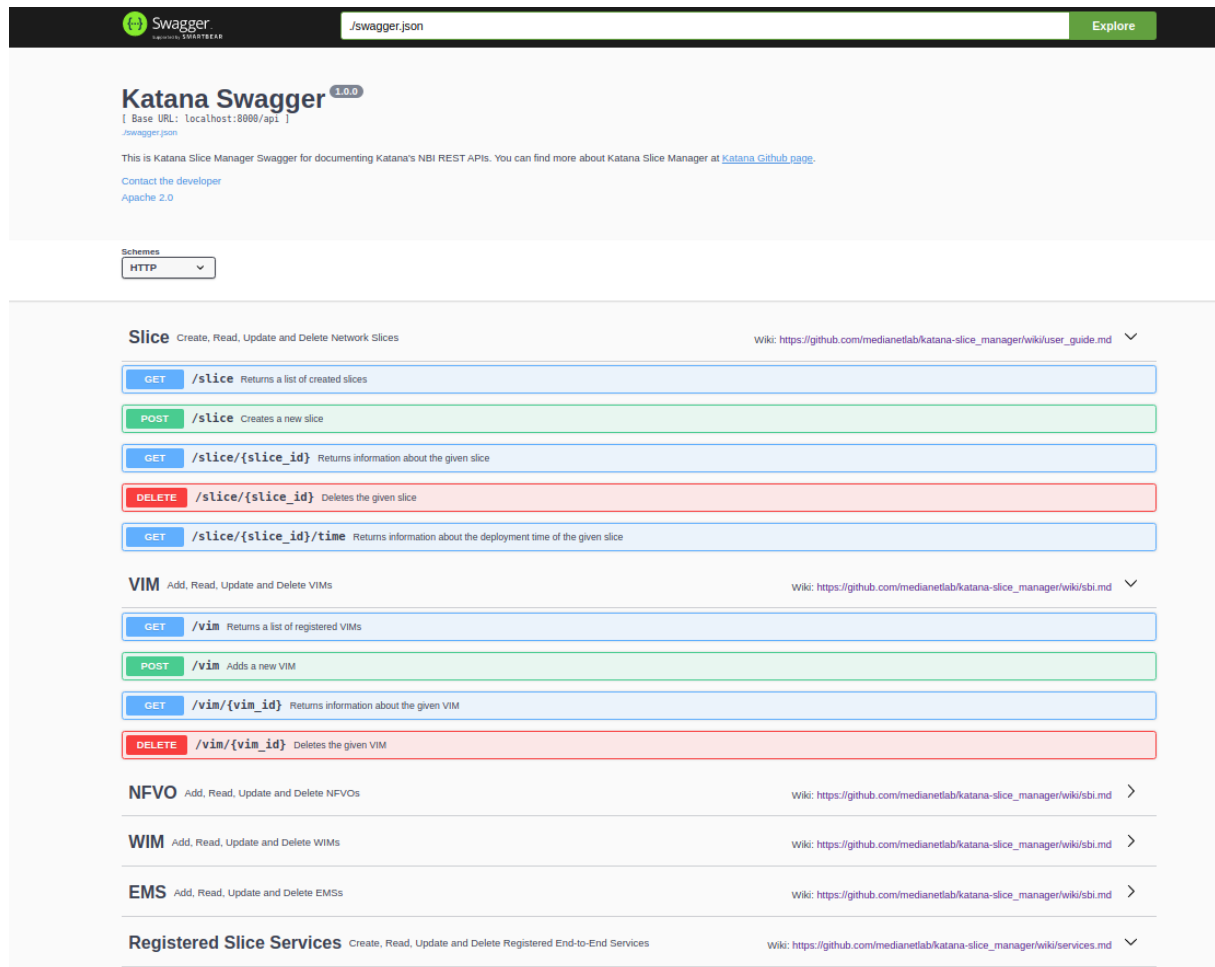 Swagger
Supported by SMARTBEAR
./swagger.json
Explore
Katana Swagger 1.0.0
[ Base URL: localhost:8000/api ]
./swagger.json
This is Katana Slice Manager Swagger for documenting Katana's NBI REST APIs. You can find more about Katana Slice Manager at Katana Github page.
Contact the developer
Apache 2.0
Schemes
HTTP
Slice Create, Read, Update and Delete Network Slices Wiki: https://github.com/medianetlab/katana-slice_manager/wiki/user_guide.md
GET /slice Returns a list of created slices
POST /slice Creates a new slice
GET /slice/{slice_id} Returns information about the given slice
DELETE /slice/{slice_id} Deletes the given slice
GET /slice/{slice_id}/time Returns information about the deployment time of the given slice
VIM Add, Read, Update and Delete VIMs Wiki: https://github.com/medianetlab/katana-slice_manager/wiki/sbi.md
GET /vim Returns a list of registered VIMs
POST /vim Adds a new VIM
GET /vim/{vim_id} Returns information about the given VIM
DELETE /vim/{vim_id} Deletes the given VIM
NFVO Add, Read, Update and Delete NFVOs Wiki: https://github.com/medianetlab/katana-slice_manager/wiki/sbi.md
WIM Add, Read, Update and Delete WIMs Wiki: https://github.com/medianetlab/katana-slice_manager/wiki/sbi.md
EMS Add, Read, Update and Delete EMSs Wiki: https://github.com/medianetlab/katana-slice_manager/wiki/sbi.md
Registered Slice Services Create, Read, Update and Delete Registered End-to-End Services Wiki: https://github.com/medianetlab/katana-slice_manager/wiki/services.md